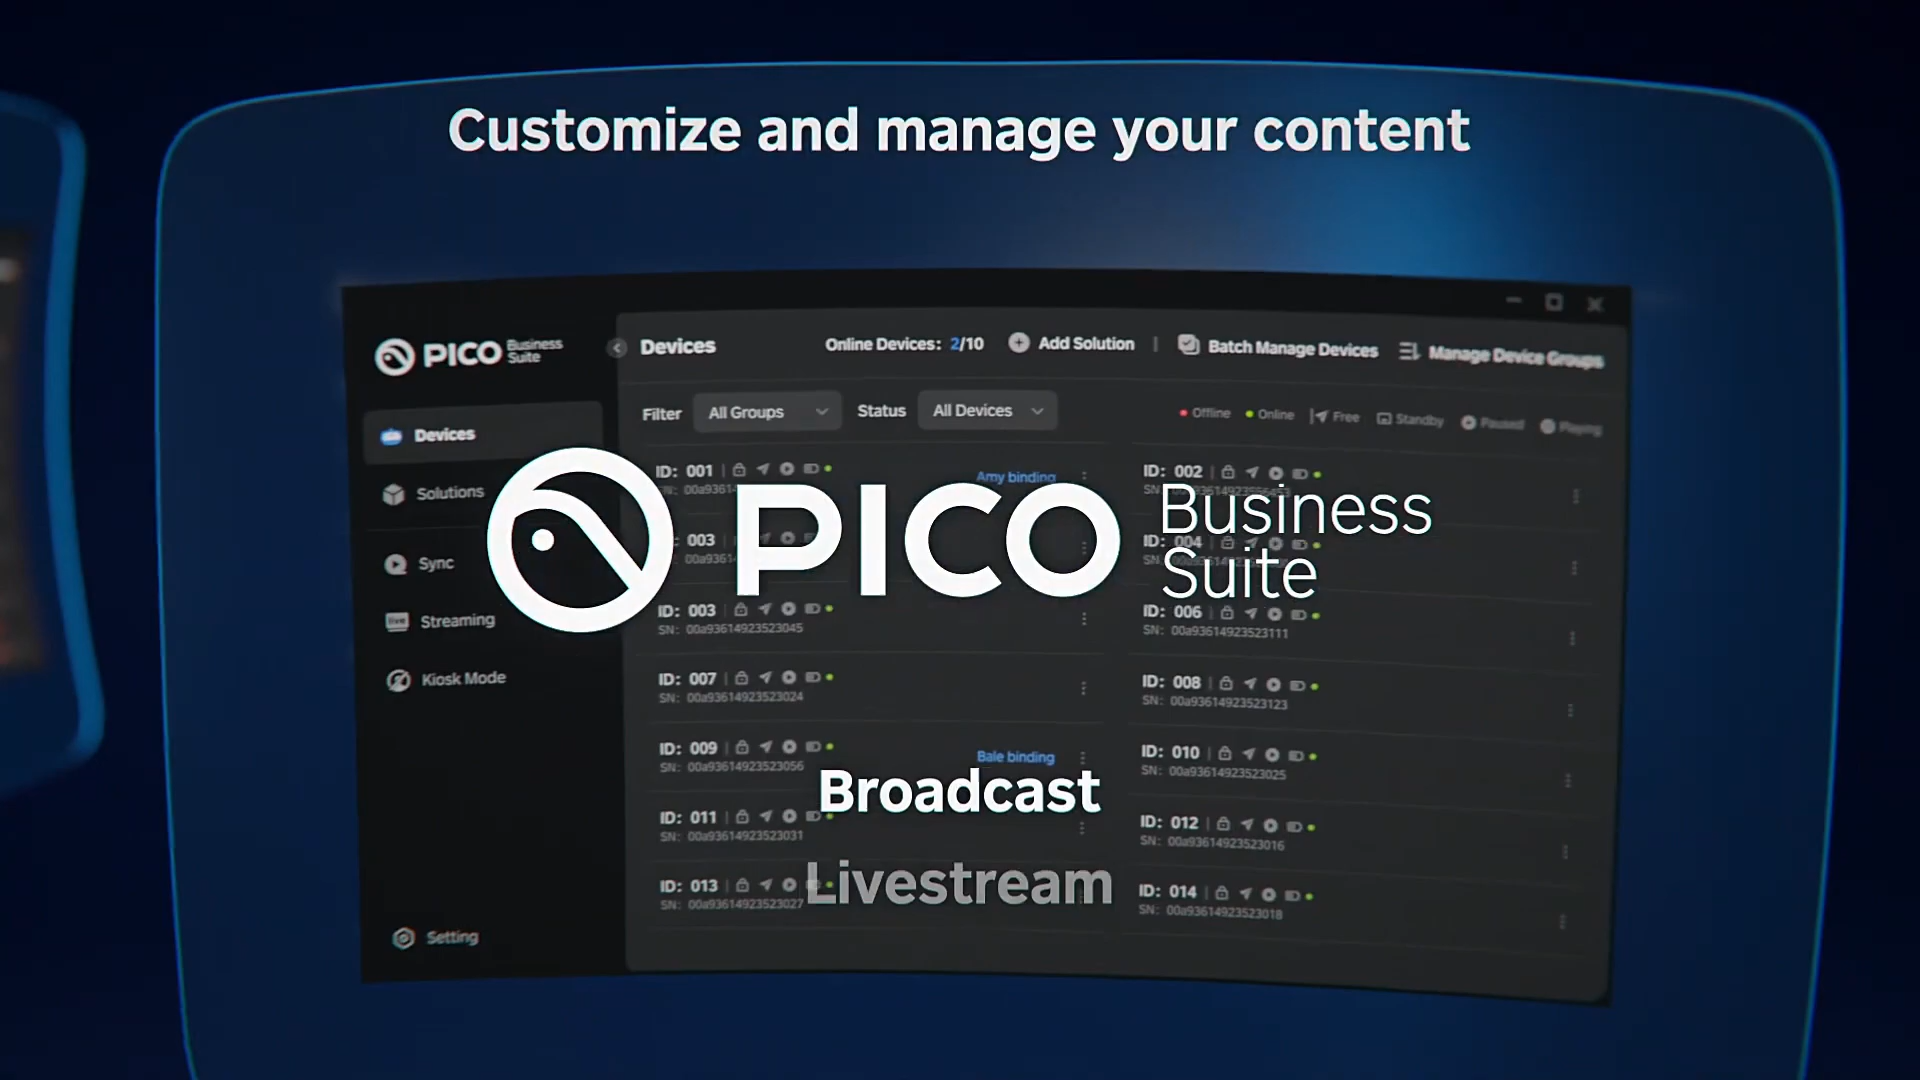 Customize and manage your content
PICO Business Suite
Devices
Online Devices: 2/10
Add Solution
Batch Manage Devices
Manage Device Groups
Filter
All Groups
Status
All Devices
Offline
Online
Free
Standby
Paused
Playing
Devices
Solutions
Sync
live
Streaming
Kiosk Mode
Setting
ID: 001
Amy binding
ID: 002
003
004
PICO Business Suite
ID: 003
SN: 00a93614923523045
ID: 006
SN: 00a93614923523111
ID: 007
SN: 00a93614923523024
ID: 008
SN: 00a93614923523123
ID: 009
SN: 00a93614923523056
Bale binding
ID: 010
SN: 00a93614923523025
Broadcast
ID: 011
SN: 00a93614923523031
ID: 012
SN: 00a93614923523016
Livestream
ID: 013
SN: 00a93614923523027
ID: 014
SN: 00a93614923523018